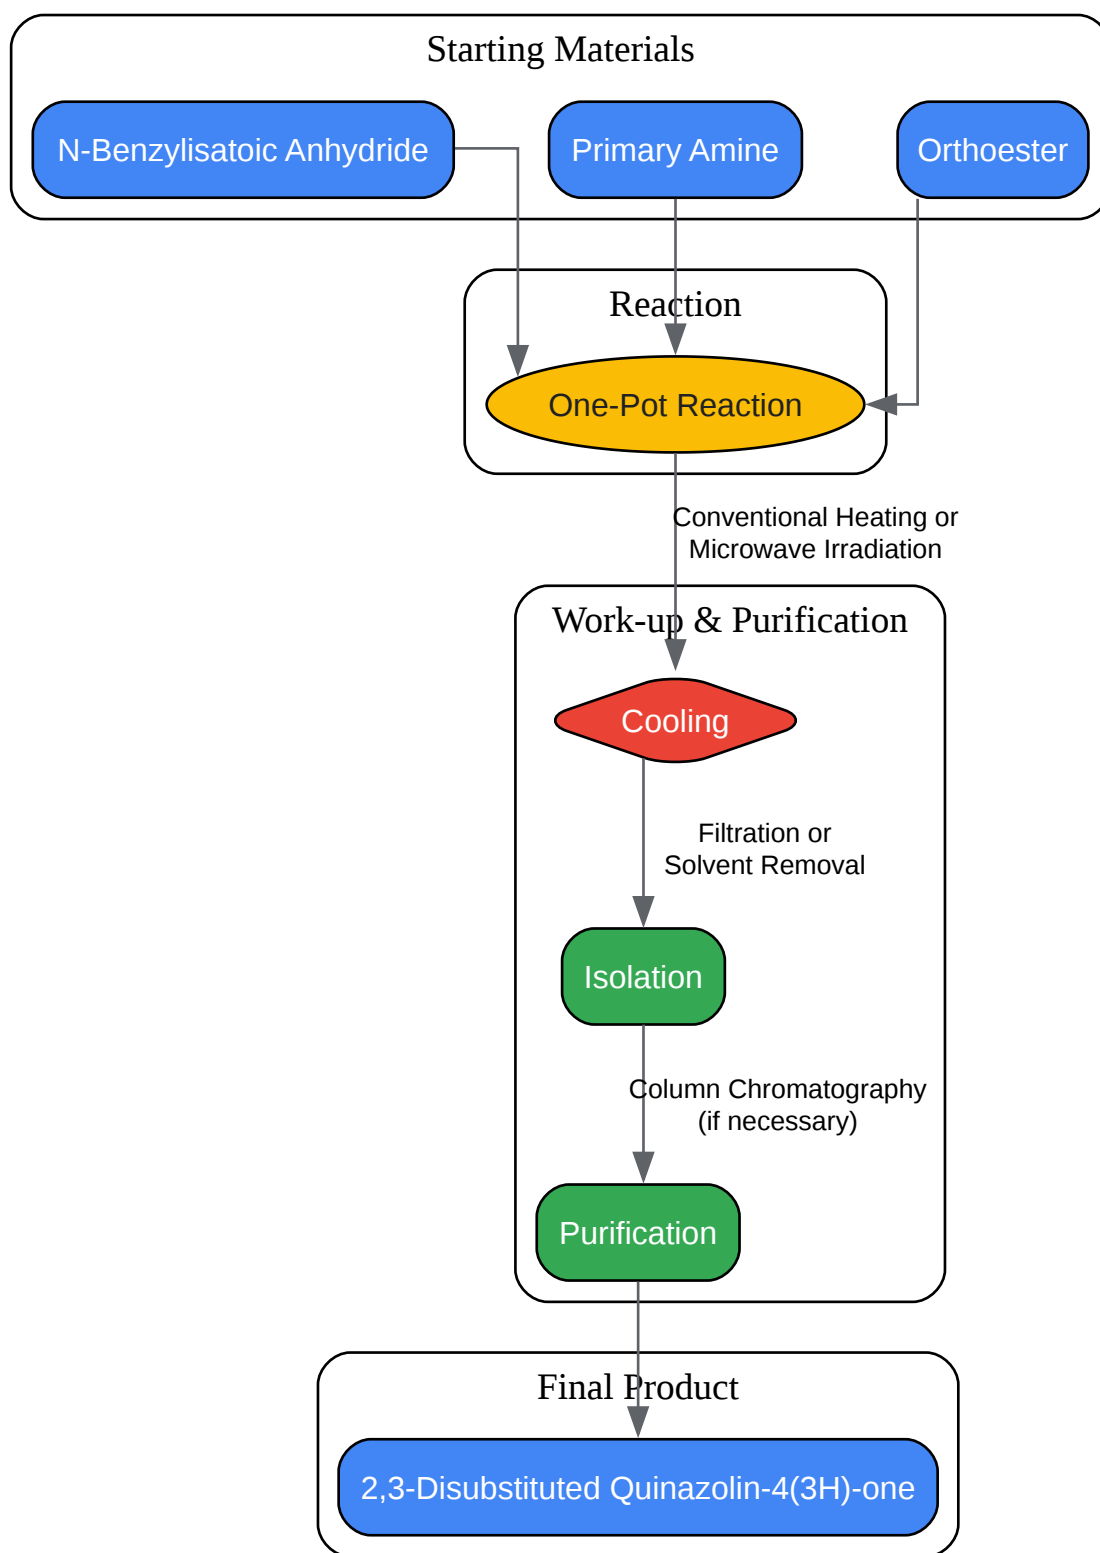 Starting Materials
N-Benzylisatoic Anhydride
Primary Amine
Orthoester
Reaction
One-Pot Reaction
Conventional Heating or
Microwave Irradiation
Work-up & Purification
Cooling
Filtration or
Solvent Removal
Isolation
Column Chromatography
(if necessary)
Purification
Final Product
2,3-Disubstituted Quinazolin-4(3H)-one